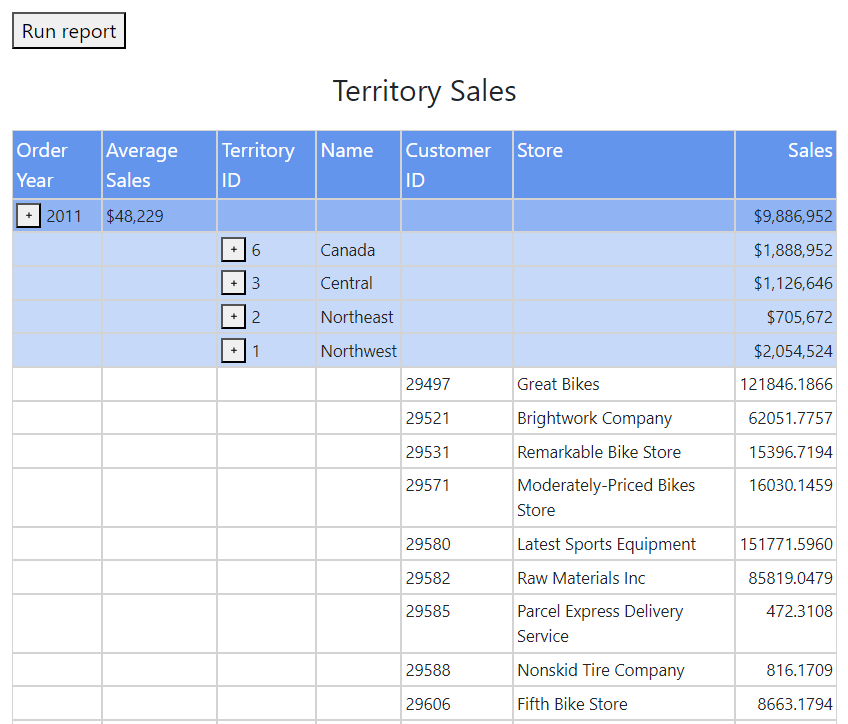 Run report
Territory Sales
Order Year Average Sales Territory ID Name Customer ID Store Sales
+ 2011 $48,229 $9,886,952
+ 6 Canada $1,888,952
+ 3 Central $1,126,646
+ 2 Northeast $705,672
+ 1 Northwest $2,054,524
29497 Great Bikes 121846.1866
29521 Brightwork Company 62051.7757
29531 Remarkable Bike Store 15396.7194
29571 Moderately-Priced Bikes Store 16030.1459
29580 Latest Sports Equipment 151771.5960
29582 Raw Materials Inc 85819.0479
29585 Parcel Express Delivery Service 472.3108
29588 Nonskid Tire Company 816.1709
29606 Fifth Bike Store 8663.1794